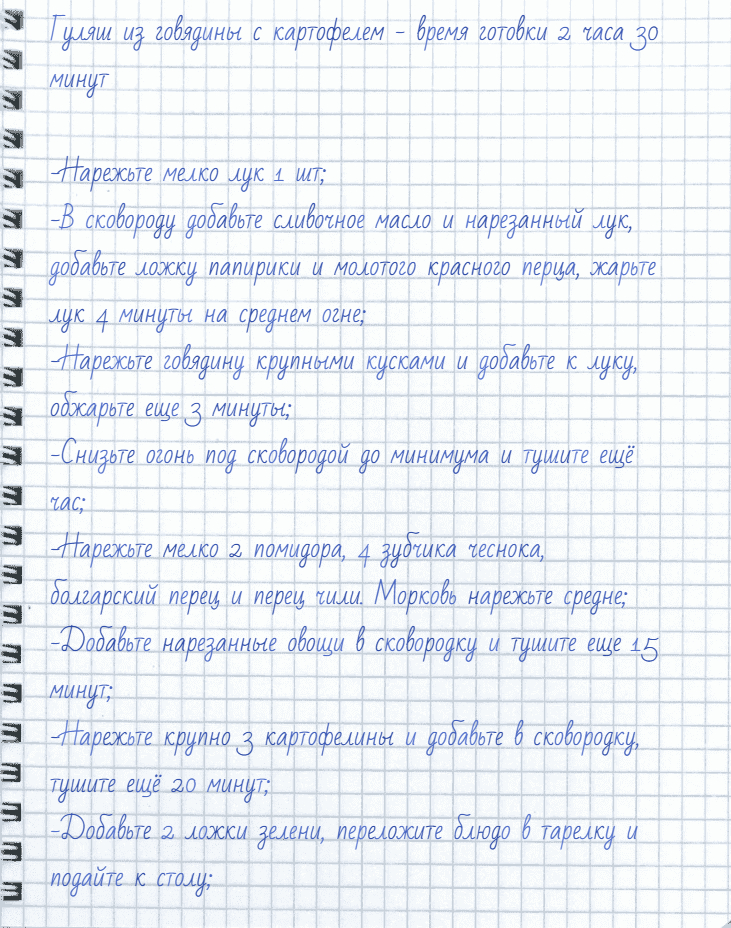 Гуляш из говядины с картофелем - время готовки 2 часа 30
минут
-Нарежьте мелко лук 1 шт;
-В сковороду добавьте сливочное масло и нарезанный лук,
добавьте ложку папирики и молотого красного перца, жарьте
лук 4 минуты на среднем огне;
-Нарежьте говядину крупными кусками и добавьте к луку,
обжарьте еще 3 минуты;
-Снизьте огонь под сковородой до минимума и тушите ещё
час;
-Нарежьте мелко 2 помидора, 4 зубчика чеснока,
болгарский перец и перец чили. Морковь нарежьте средне;
-Добавьте нарезанные овощи в сковородку и тушите еще 15
минут;
-Нарежьте крупно 3 картофелины и добавьте в сковородку,
тушите ещё 20 минут;
-Добавьте 2 ложки зелени, переложите блюдо в тарелку и
подайте к столу;